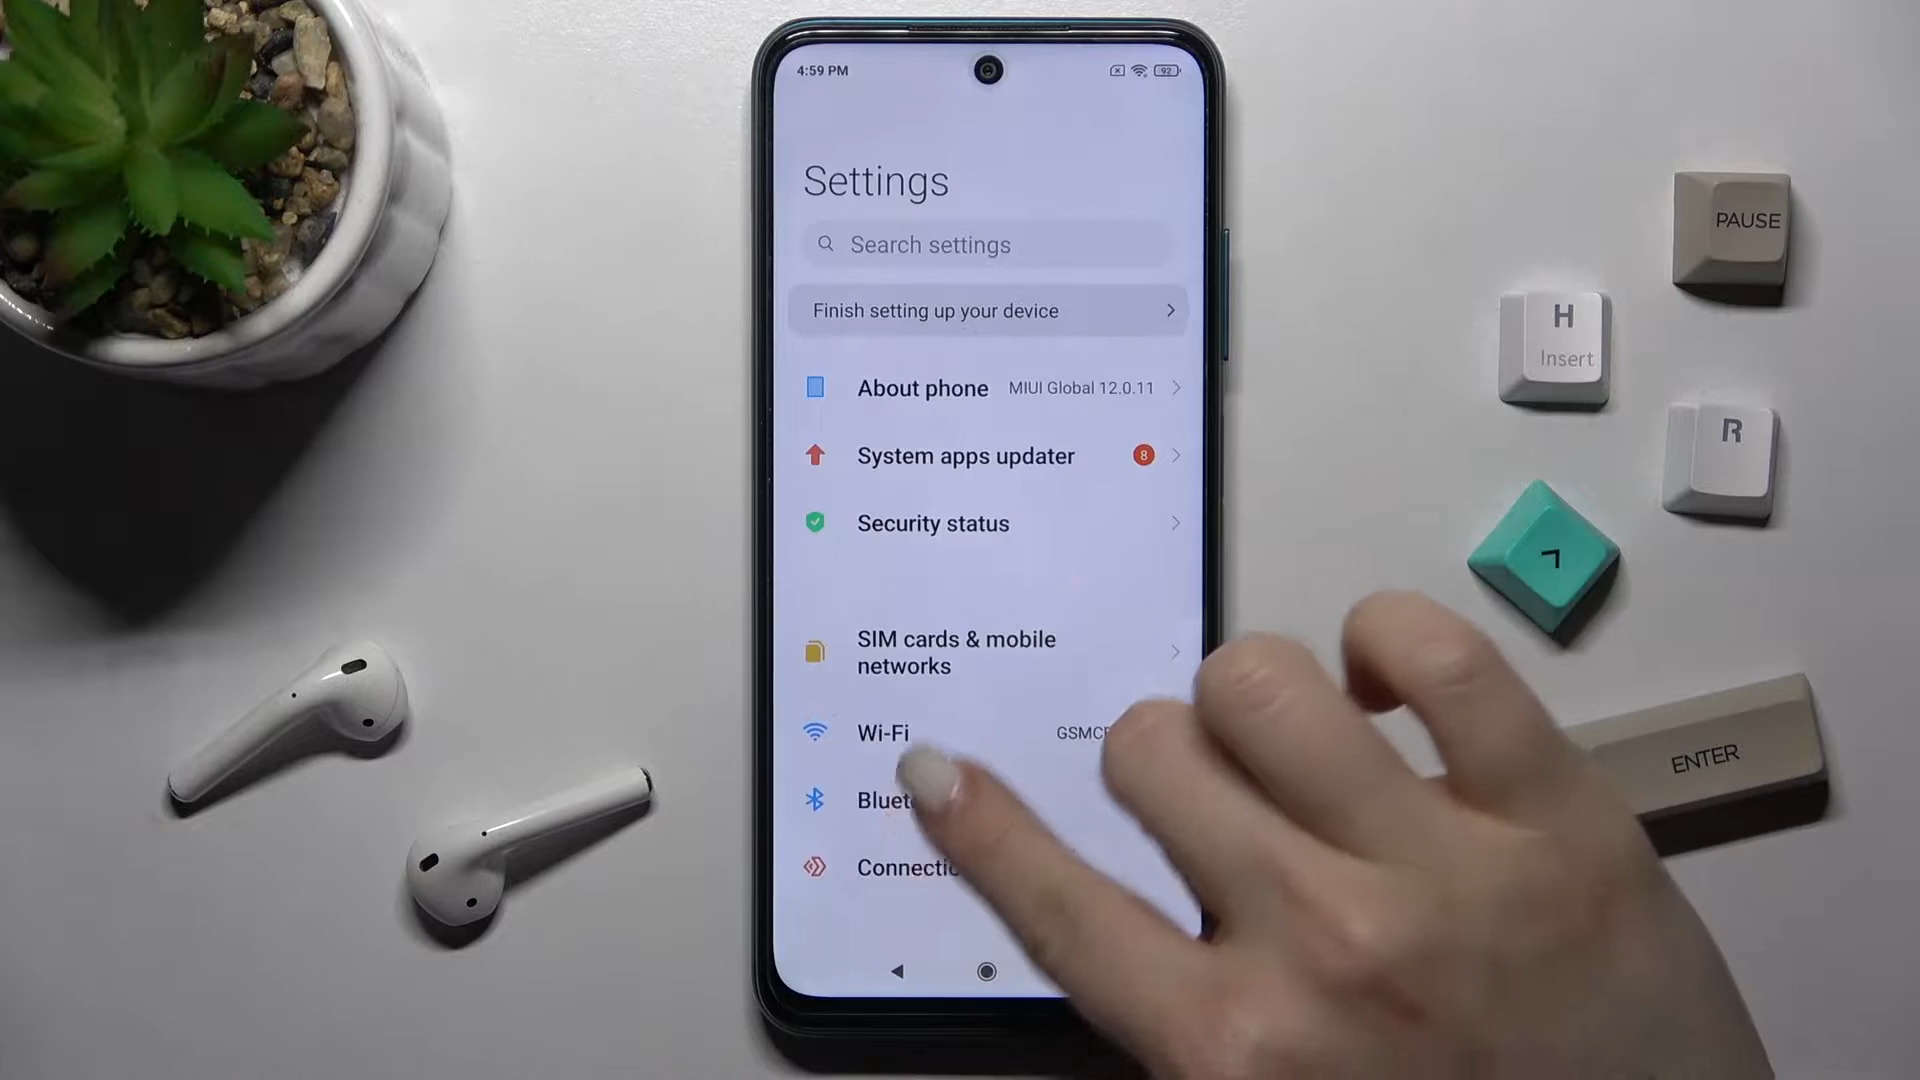 4:59 PM
92
Settings
Search settings
Finish setting up your device
About phone MIUI Global 12.0.11
System apps updater 8
Security status
SIM cards & mobile
networks
Wi-Fi
PAUSE
H
Insert
R
ENTER